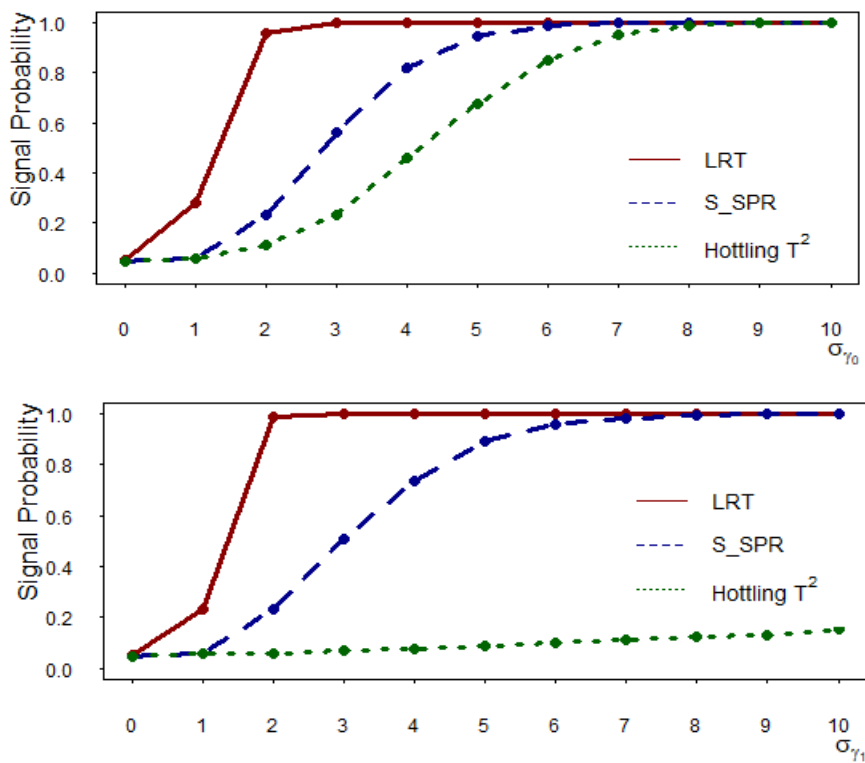 Signal Probability
1.0
0.8
0.6
0.4
0.2
0.0
LRT
S_SPR
Hottling T²
0 1 2 3 4 5 6 7 8 9 10
σγ₀
Signal Probability
1.0
0.8
0.6
0.4
0.2
0.0
LRT
S_SPR
Hottling T²
0 1 2 3 4 5 6 7 8 9 10
σγ₁